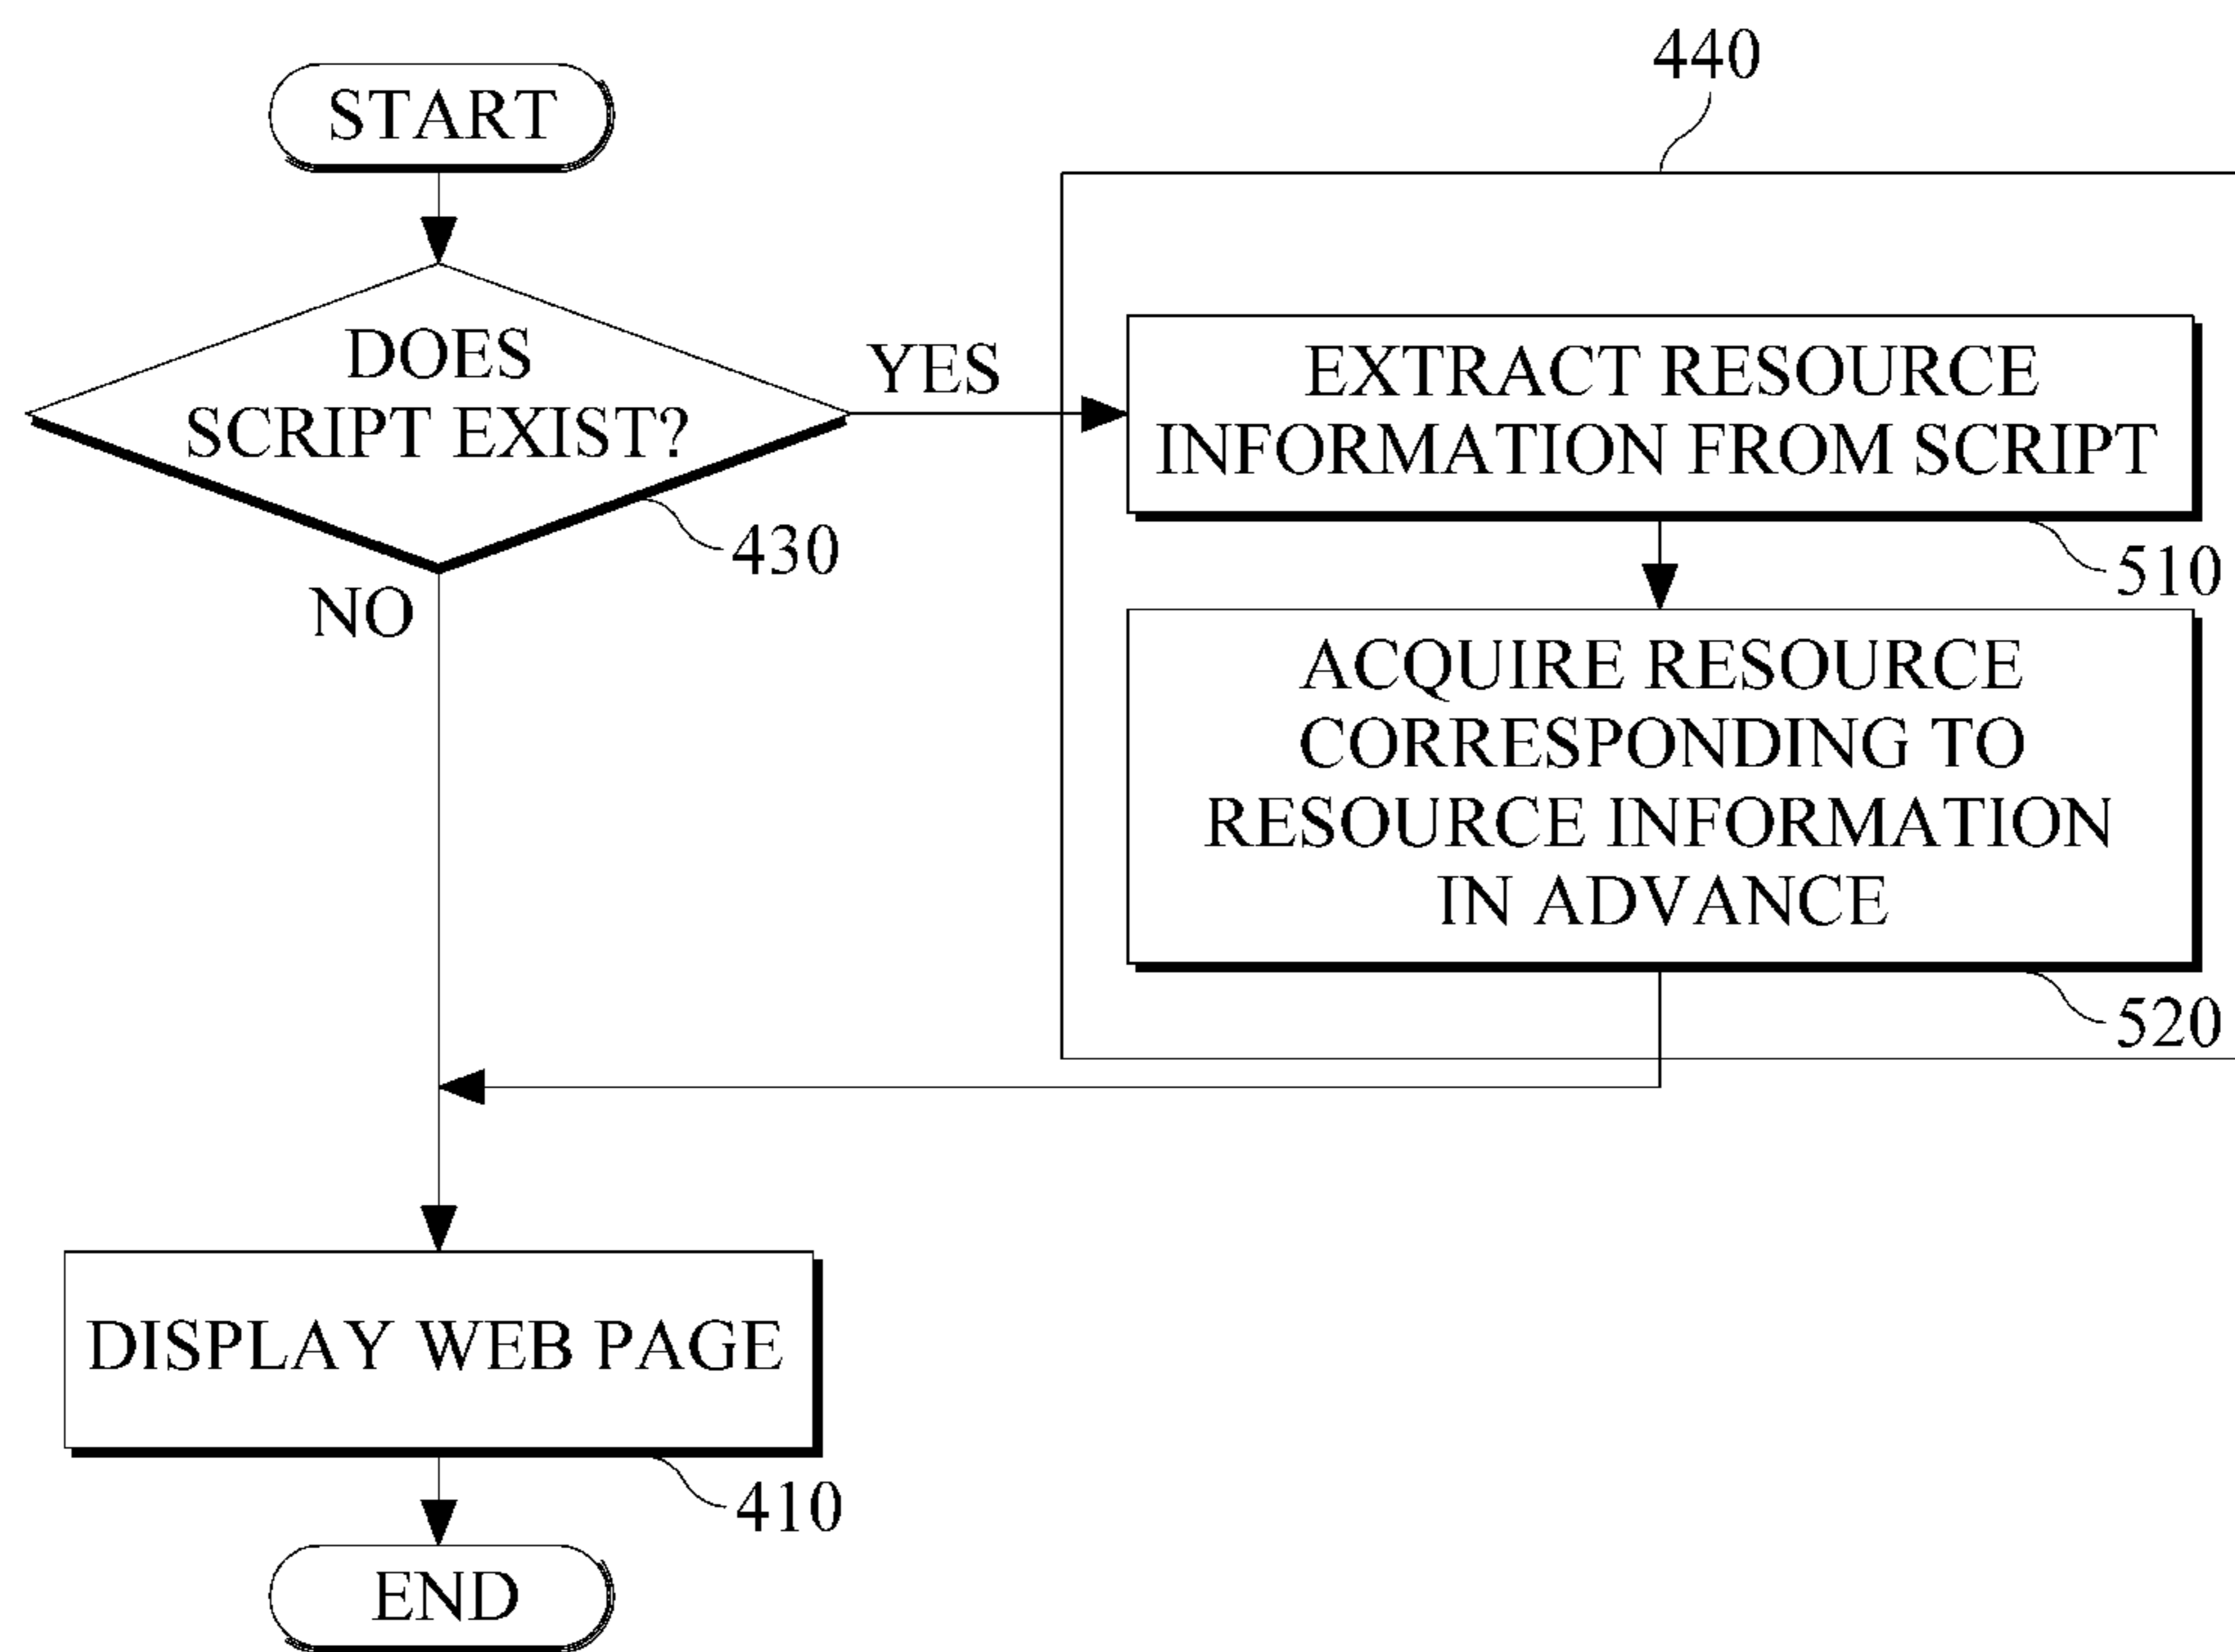 START
DOES
SCRIPT EXIST?
430
YES
NO
440
EXTRACT RESOURCE
INFORMATION FROM SCRIPT
510
ACQUIRE RESOURCE
CORRESPONDING TO
RESOURCE INFORMATION
IN ADVANCE
520
DISPLAY WEB PAGE
410
END